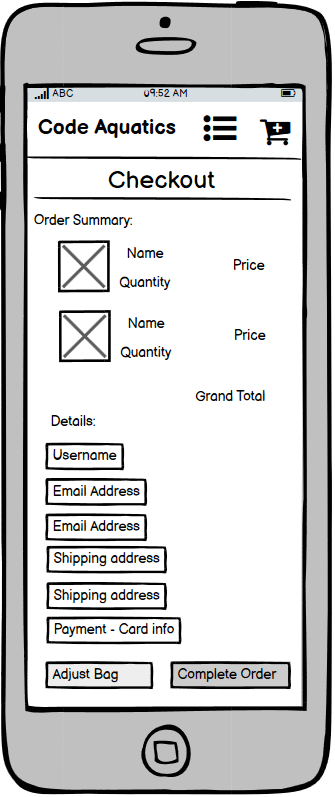 ABC 09:52 AM
Code Aquatics
Checkout
Order Summary:
Name
Price
Quantity
Name
Price
Quantity
Grand Total
Details:
Username
Email Address
Email Address
Shipping address
Shipping address
Payment - Card info
Adjust Bag Complete Order